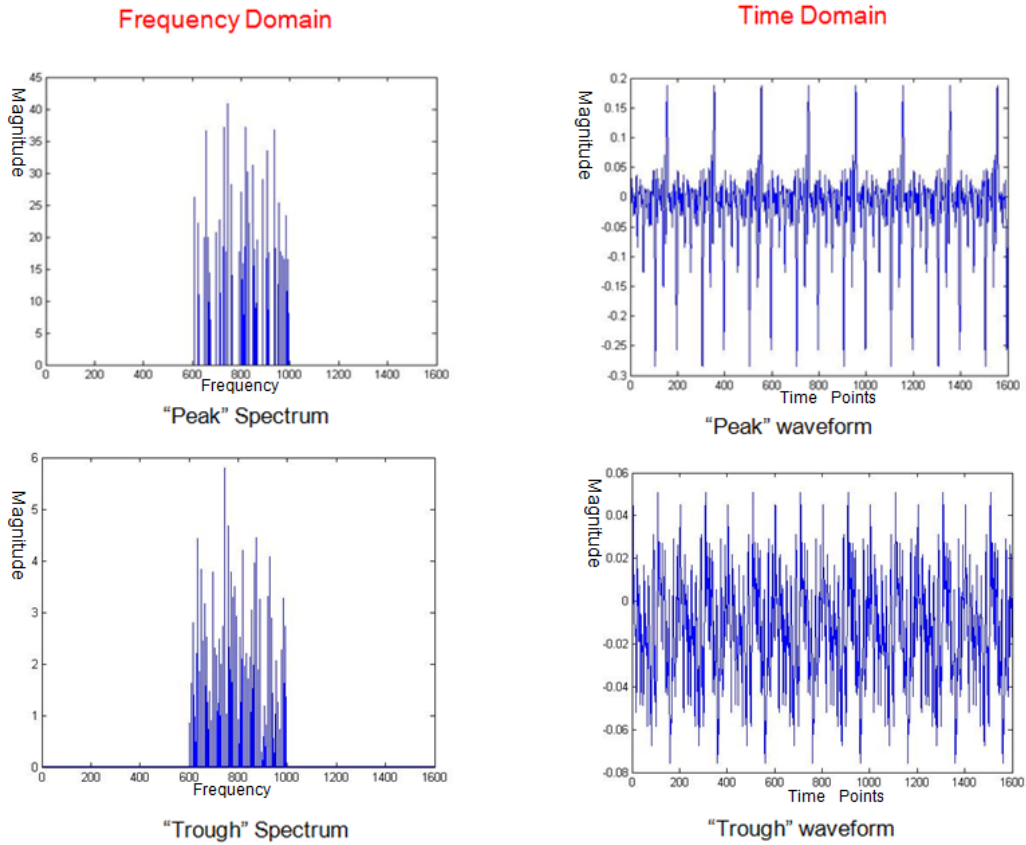 Frequency Domain
Time Domain
Magnitude
45
40
35
30
25
20
15
10
5
0
0 200 400 600 800 1000 1200 1400 1600
Frequency
"Peak" Spectrum
Magnitude
0.2
0.15
0.1
0.05
0
-0.05
-0.1
-0.15
-0.2
-0.25
-0.3
0 200 400 600 800 1000 1200 1400 1600
Time Points
"Peak" waveform
Magnitude
6
5
4
3
2
1
0
0 200 400 600 800 1000 1200 1400 1600
Frequency
"Trough" Spectrum
Magnitude
0.06
0.04
0.02
0
-0.02
-0.04
-0.06
-0.08
0 200 400 600 800 1000 1200 1400 1600
Time Points
"Trough" waveform